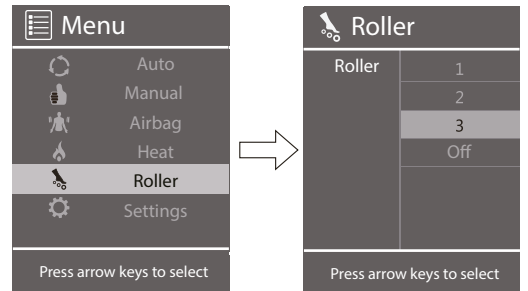 Menu
Auto
Manual
Airbag
Heat
Roller
Settings
Press arrow keys to select
Roller
Roller
1
2
3
Off
Press arrow keys to select